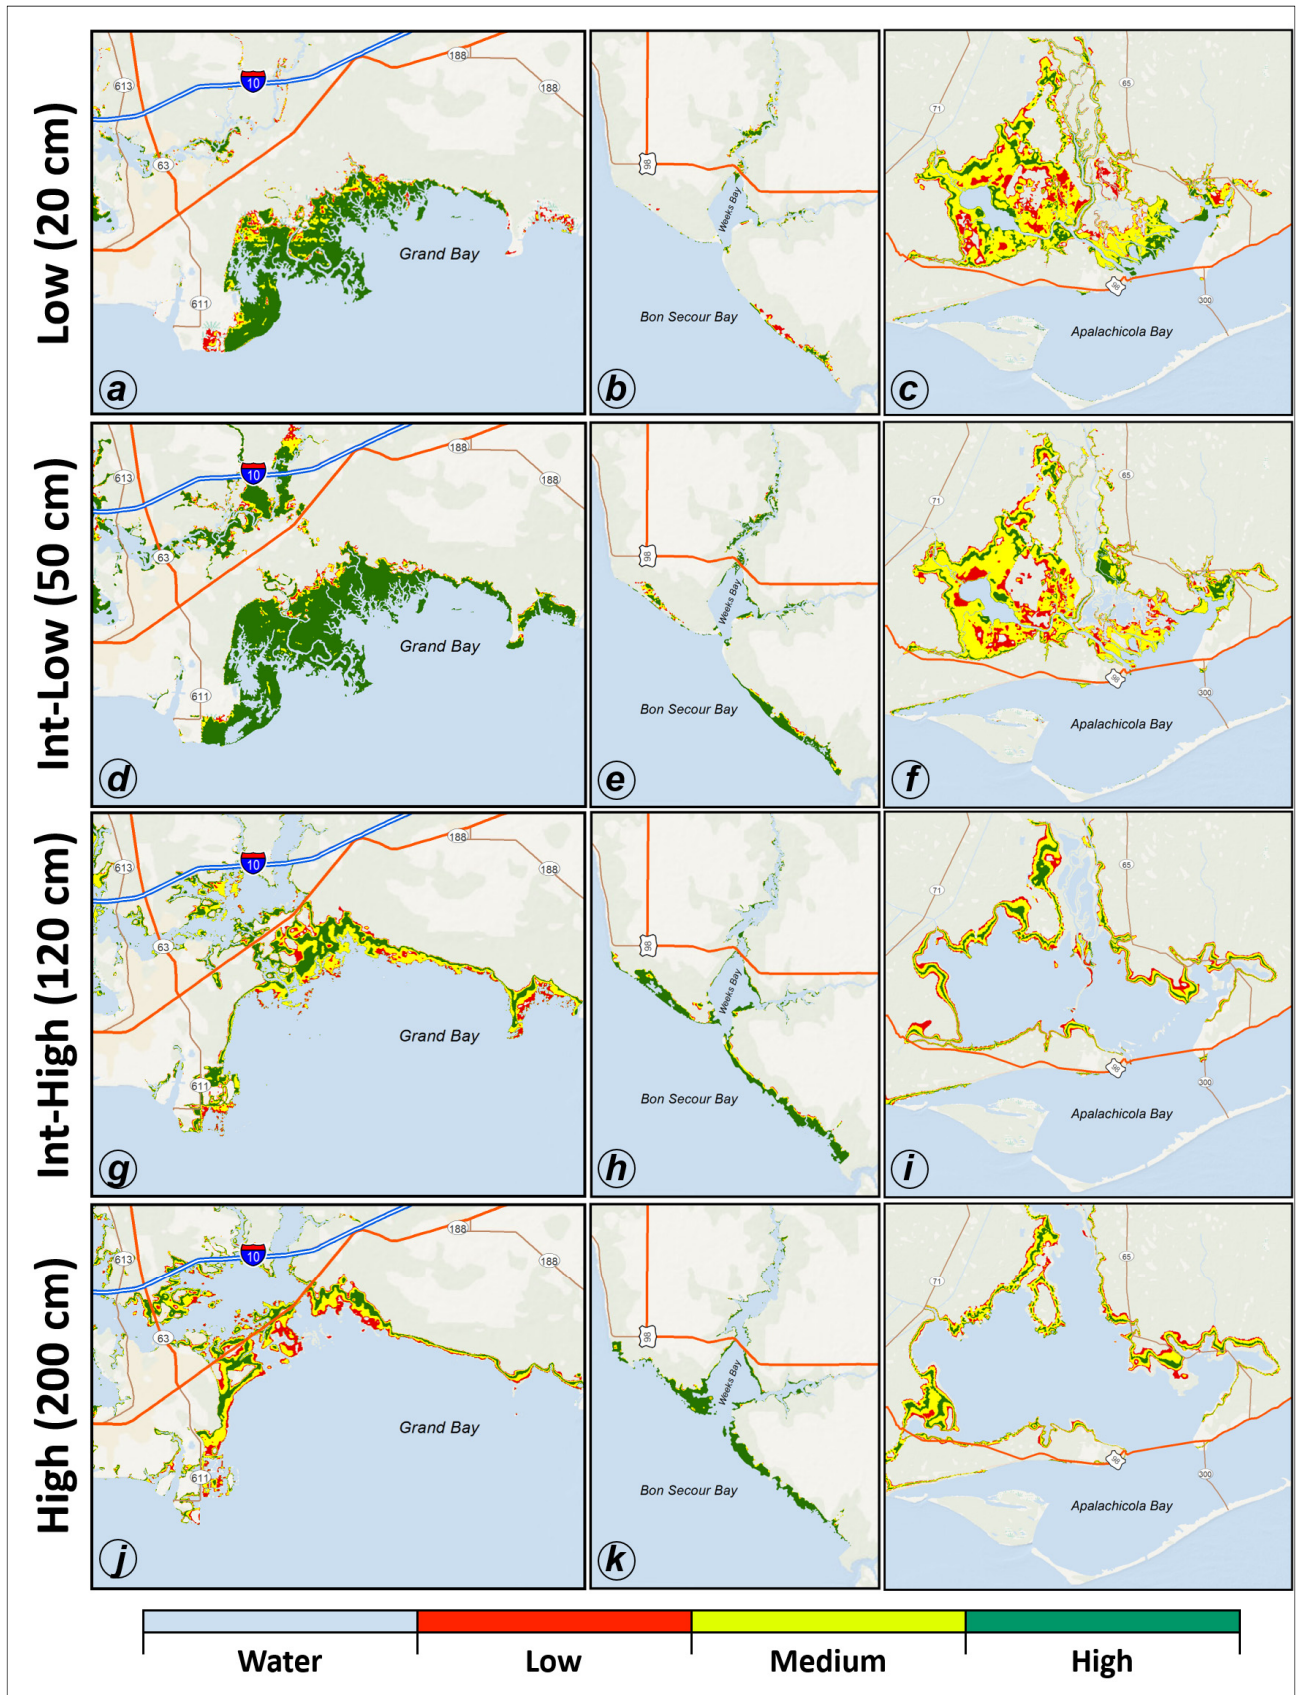 Low (20 cm)
613
10
188
188
63
611
Grand Bay
a
98
Weeks Bay
Bon Secour Bay
b
71
65
98
300
Apalachicola Bay
c
Int-Low (50 cm)
613
10
188
188
63
611
Grand Bay
d
98
Weeks Bay
Bon Secour Bay
e
71
65
98
300
Apalachicola Bay
f
Int-High (120 cm)
613
10
188
188
63
611
Grand Bay
g
98
Weeks Bay
Bon Secour Bay
h
71
65
98
300
Apalachicola Bay
i
High (200 cm)
613
10
188
188
63
611
Grand Bay
j
98
Weeks Bay
Bon Secour Bay
k
71
65
98
300
Apalachicola Bay
Water Low Medium High